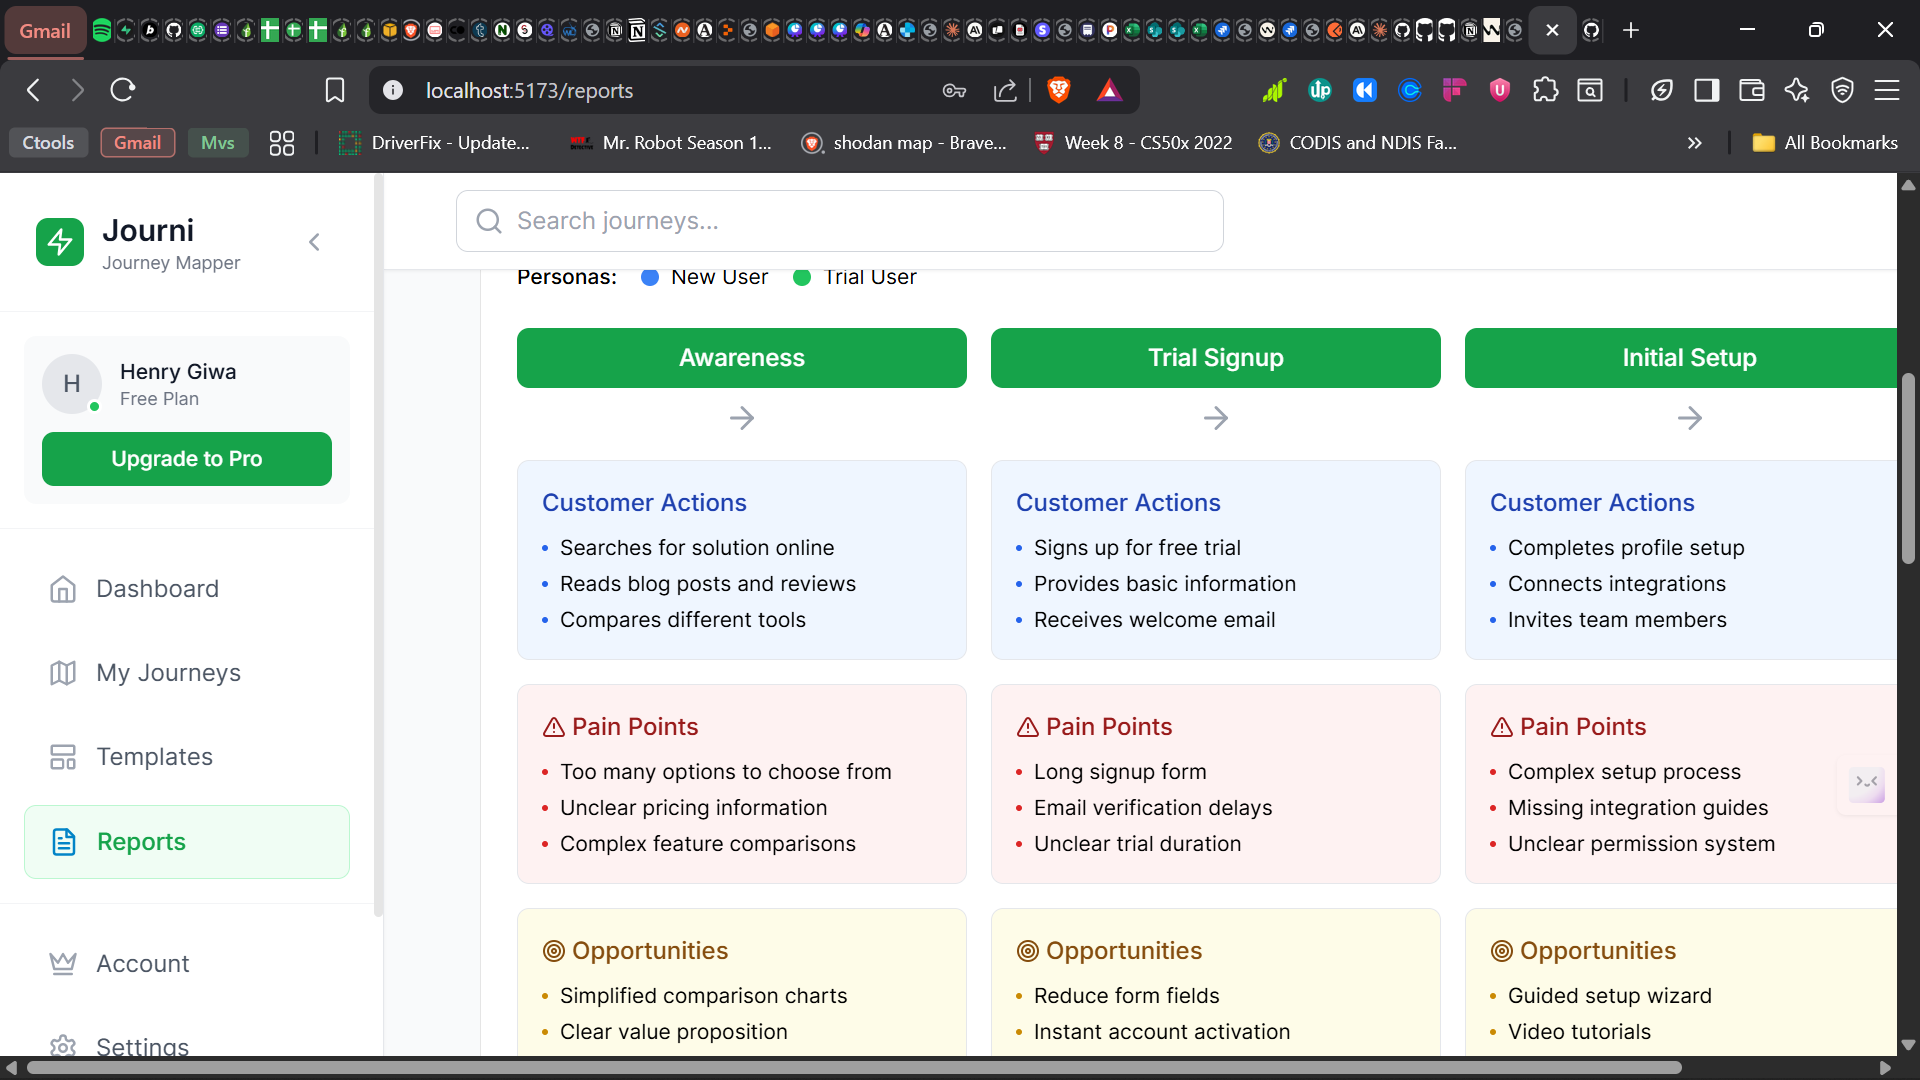 Gmail
localhost:5173/reports
Ctools
Gmail
Mvs
DriverFix - Update...
Mr. Robot Season 1...
shodan map - Brave...
Week 8 - CS50x 2022
CODIS and NDIS Fa...
All Bookmarks
Journi
Journey Mapper
Search journeys...
H
Henry Giwa
Free Plan
Upgrade to Pro
Dashboard
My Journeys
Templates
Reports
Account
Settings
Personas: New User Trial User
Awareness
Customer Actions
• Searches for solution online
• Reads blog posts and reviews
• Compares different tools
Pain Points
• Too many options to choose from
• Unclear pricing information
• Complex feature comparisons
Opportunities
• Simplified comparison charts
• Clear value proposition
Trial Signup
Customer Actions
• Signs up for free trial
• Provides basic information
• Receives welcome email
Pain Points
• Long signup form
• Email verification delays
• Unclear trial duration
Opportunities
• Reduce form fields
• Instant account activation
Initial Setup
Customer Actions
• Completes profile setup
• Connects integrations
• Invites team members
Pain Points
• Complex setup process
• Missing integration guides
• Unclear permission system
Opportunities
• Guided setup wizard
• Video tutorials